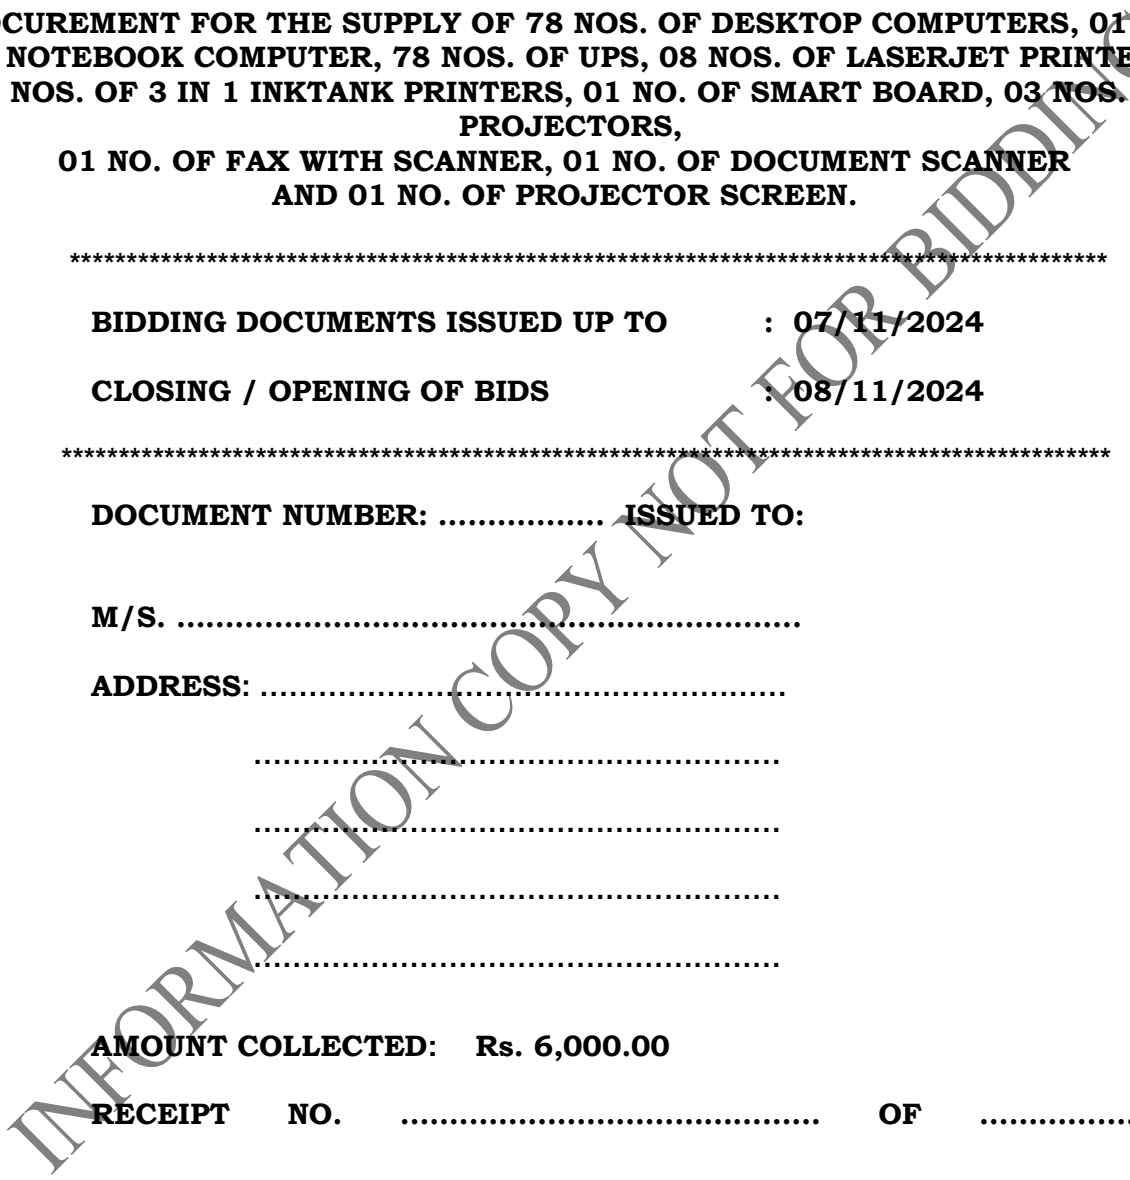 OCUREMENT FOR THE SUPPLY OF 78 NOS. OF DESKTOP COMPUTERS, 01
NOTEBOOK COMPUTER, 78 NOS. OF UPS, 08 NOS. OF LASERJET PRINTE
NOS. OF 3 IN 1 INKTANK PRINTERS, 01 NO. OF SMART BOARD, 03 NOS.
PROJECTORS,
01 NO. OF FAX WITH SCANNER, 01 NO. OF DOCUMENT SCANNER
AND 01 NO. OF PROJECTOR SCREEN.
*******************************************************************************************
BIDDING DOCUMENTS ISSUED UP TO : 07/11/2024
CLOSING / OPENING OF BIDS : 08/11/2024
********************************************************************************************
DOCUMENT NUMBER: ................. ISSUED TO:
M/S. ................................................................
ADDRESS: ......................................................
......................................................
......................................................
......................................................
......................................................
AMOUNT COLLECTED: Rs. 6,000.00
RECEIPT NO. ........................................... OF ................
INFORMATION COPY NOT FOR BIDDING